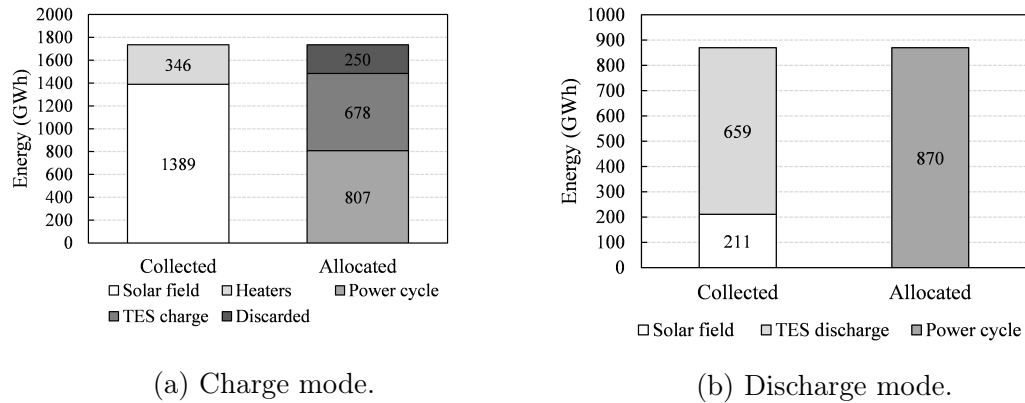 2000
1800
1600
1400
1200
1000
800
600
400
200
0
Energy (GWh)
346
1389
250
678
807
Collected
Allocated
Solar field
Heaters
Power cycle
TES charge
Discarded
(a) Charge mode.
1000
900
800
700
600
500
400
300
200
100
0
Energy (GWh)
659
211
870
Collected
Allocated
Solar field
TES discharge
Power cycle
(b) Discharge mode.